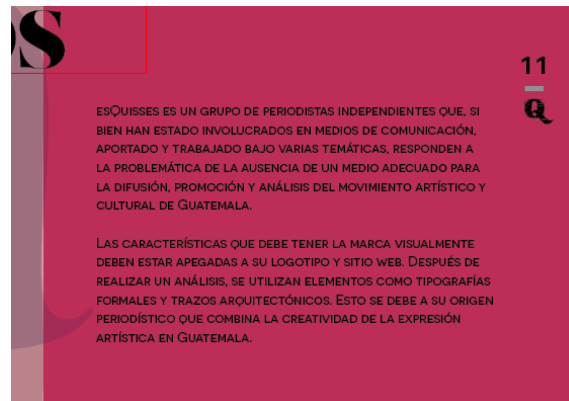 OS
11
Q
esQuisses es un grupo de periodistas independientes que, si
bien han estado involucrados en medios de comunicación,
aportado y trabajado bajo varias temáticas, responden a
la problemática de la ausencia de un medio adecuado para
la difusión, promoción y análisis del movimiento artístico y
cultural de Guatemala.
Las características que debe tener la marca visualmente
deben estar apegadas a su logotipo y sitio web. Después de
realizar un análisis, se utilizan elementos como tipografías
formales y trazos arquitectónicos. Esto se debe a su origen
periodístico que combina la creatividad de la expresión
artística en Guatemala.